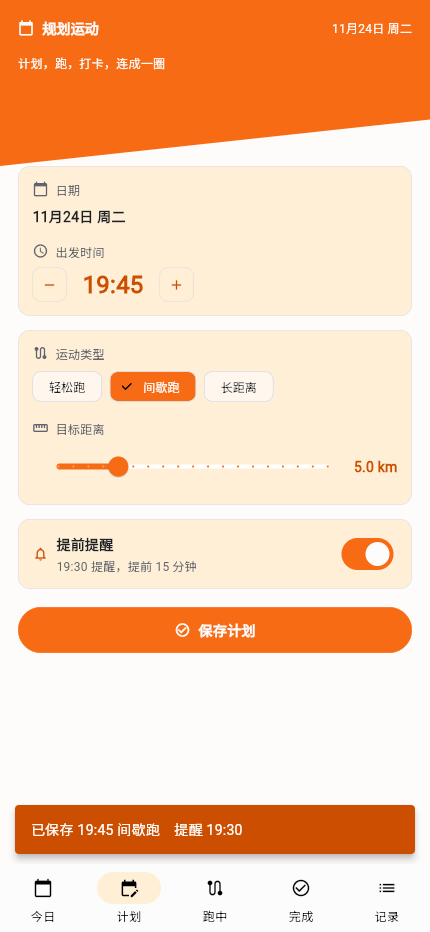 规划运动
11月24日 周二
计划，跑，打卡，连成一圈
日期
11月24日 周二
出发时间
− 19:45 +
运动类型
轻松跑 间歇跑 长距离
目标距离
5.0 km
提前提醒
19:30 提醒，提前 15 分钟
保存计划
已保存 19:45 间歇跑　提醒 19:30
今日 计划 跑中 完成 记录